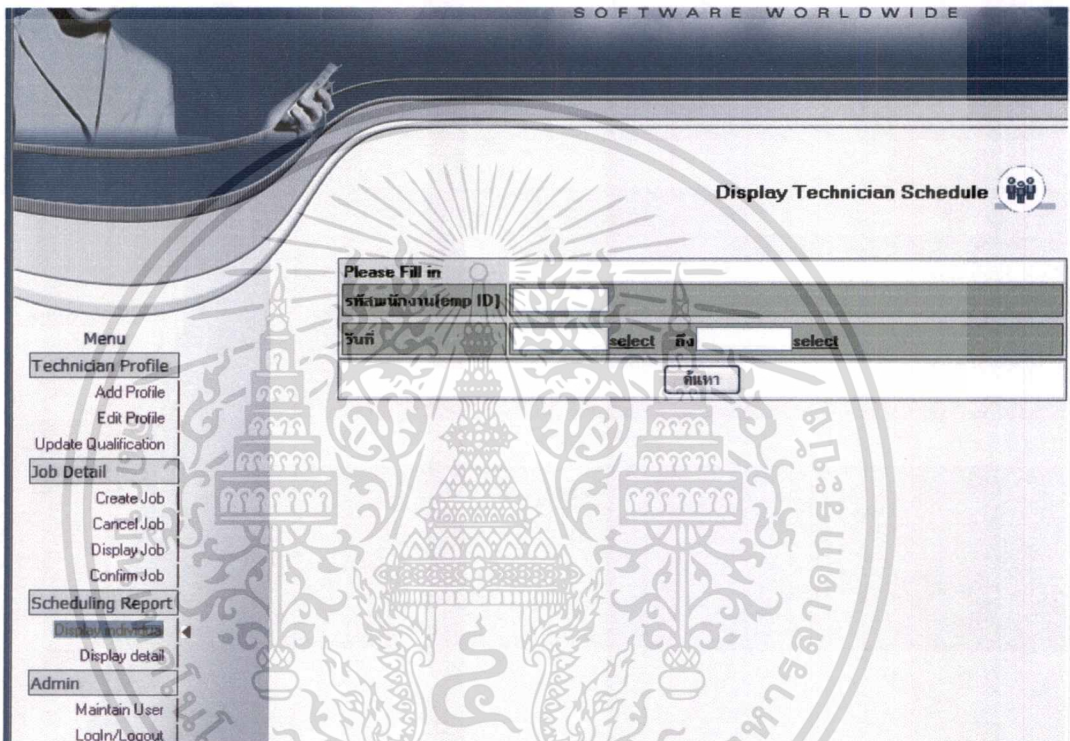 SOFTWARE WORLDWIDE
Display Technician Schedule
Please Fill in
รหัสพนักงาน(emp ID)
วันที่ select ถึง select
ค้นหา
Menu
Technician Profile
Add Profile
Edit Profile
Update Qualification
Job Detail
Create Job
Cancel Job
Display Job
Confirm Job
Scheduling Report
Display individual
Display detail
Admin
Maintain User
LogIn/Logout